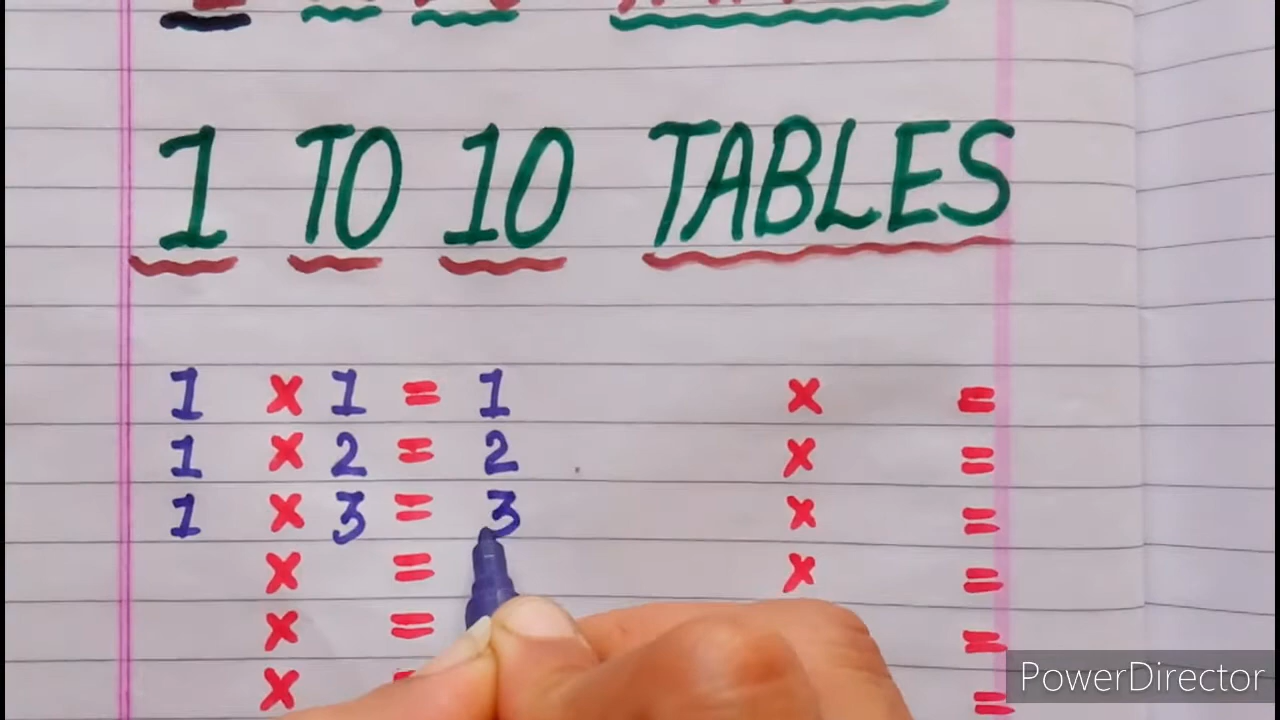 1 TO 10 TABLES
1 × 1 = 1 × =
1 × 2 = 2 × =
1 × 3 = 3 × =
× = × =
× = =
× = =
PowerDirector